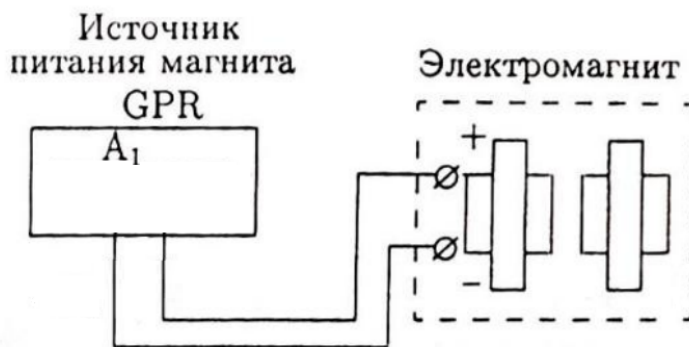 Источник
питания магнита
GPR
A₁
Электромагнит
+
−